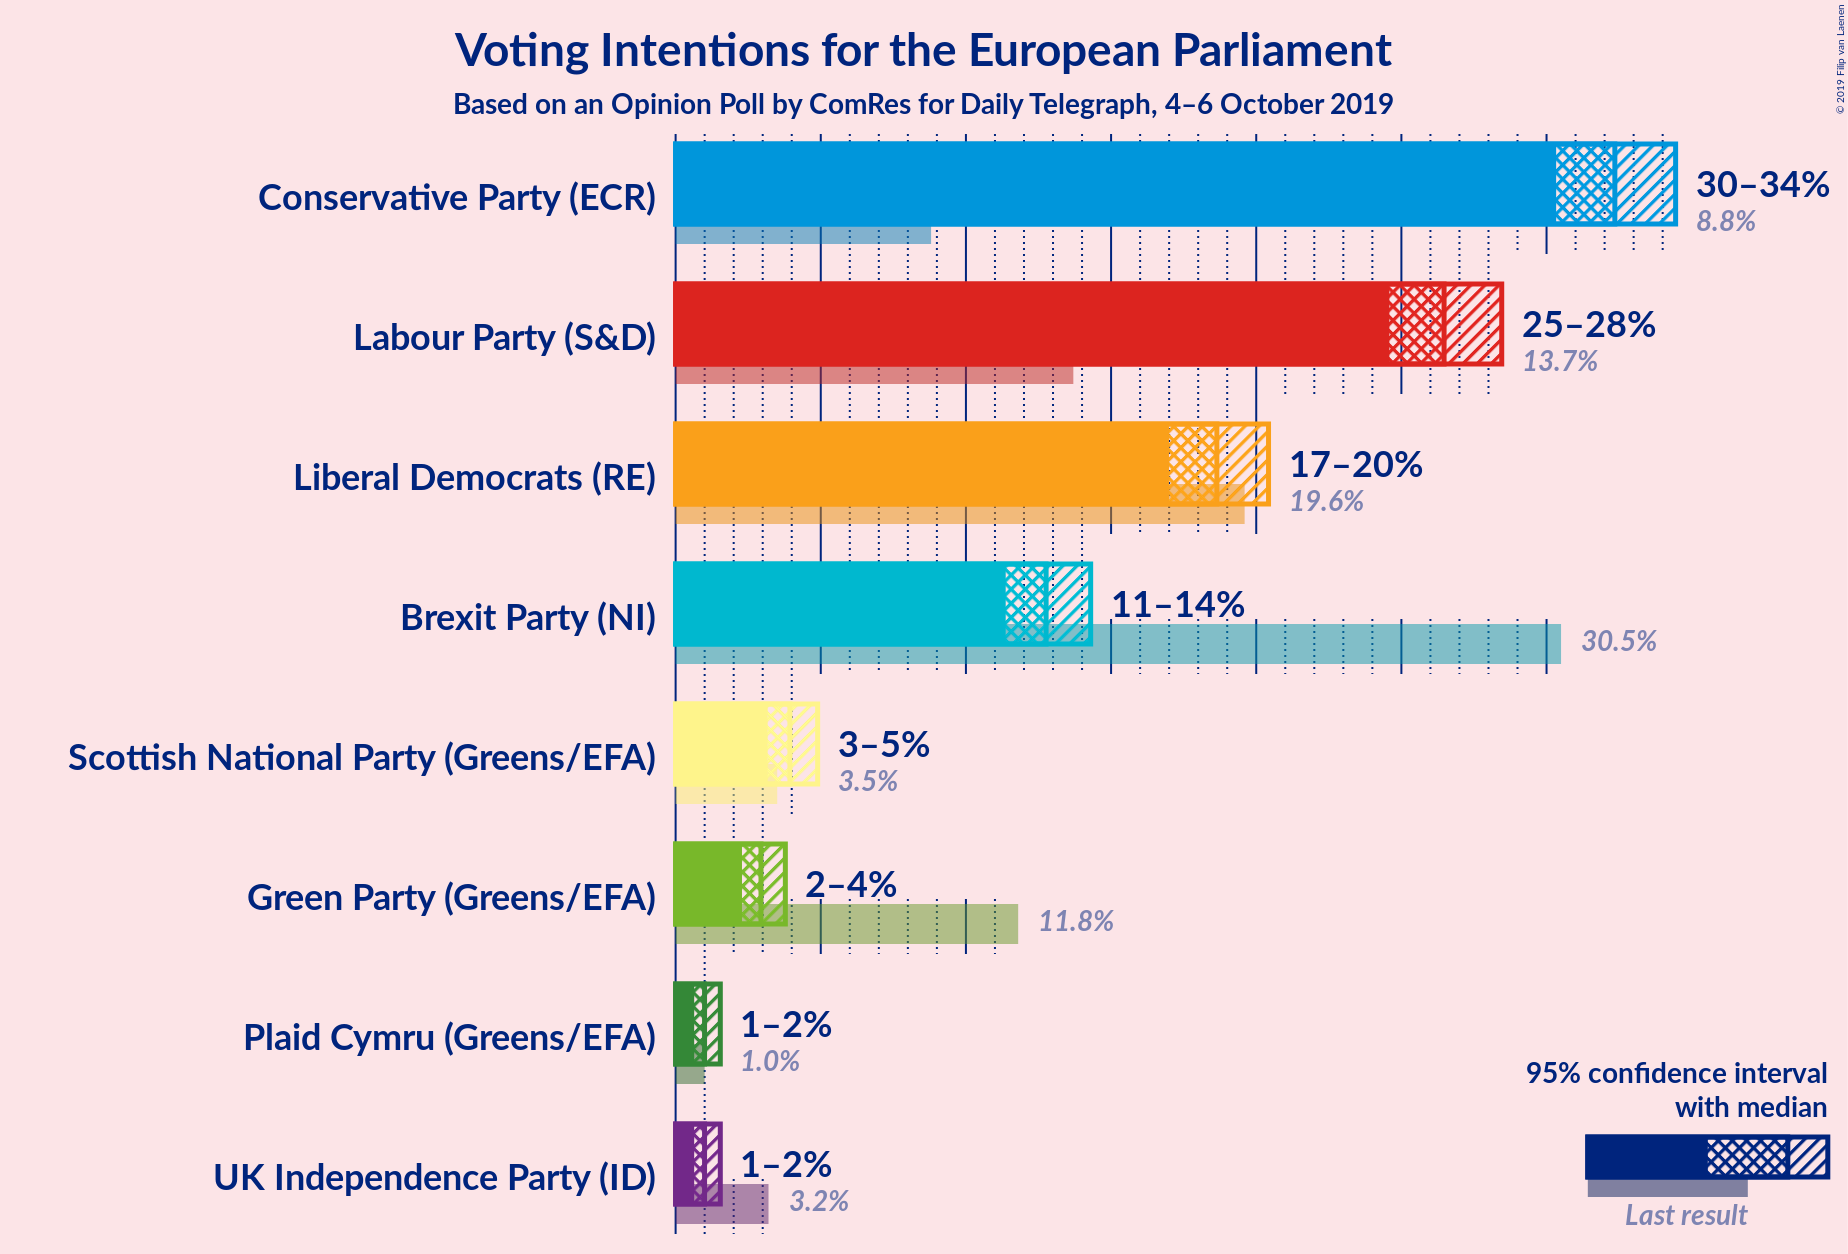 Voting Intentions for the European Parliament
Based on an Opinion Poll by ComRes for Daily Telegraph, 4–6 October 2019
© 2019 Filip van Laenen
Conservative Party (ECR)
30–34%
8.8%
Labour Party (S&D)
25–28%
13.7%
Liberal Democrats (RE)
17–20%
19.6%
Brexit Party (NI)
11–14%
30.5%
Scottish National Party (Greens/EFA)
3–5%
3.5%
Green Party (Greens/EFA)
2–4%
11.8%
Plaid Cymru (Greens/EFA)
1–2%
1.0%
UK Independence Party (ID)
1–2%
3.2%
95% confidence interval
with median
Last result